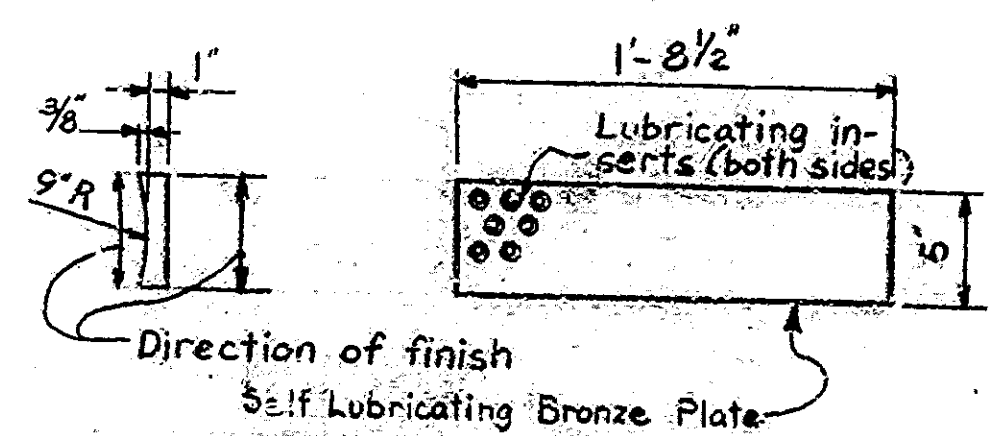 1"
1'-8½"
⅜"
Lubricating in-
serts (both sides)
9"R
5"
Direction of finish
Self Lubricating Bronze Plate